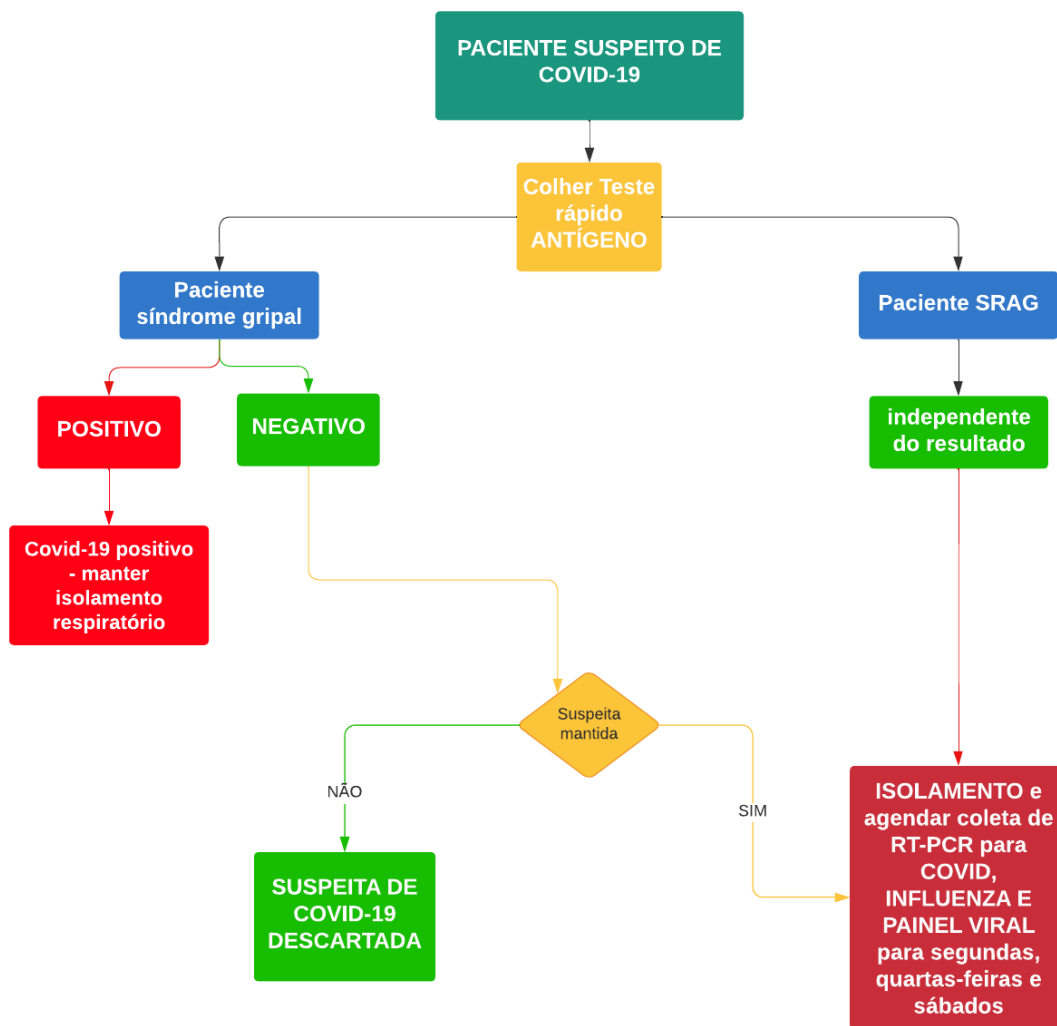 PACIENTE SUSPEITO DE
COVID-19
Colher Teste
rápido
ANTÍGENO
Paciente
síndrome gripal
Paciente SRAG
POSITIVO
NEGATIVO
independente
do resultado
Covid-19 positivo
- manter
isolamento
respiratório
Suspeita
mantida
NÃO
SIM
SUSPEITA DE
COVID-19
DESCARTADA
ISOLAMENTO e
agendar coleta de
RT-PCR para
COVID,
INFLUENZA E
PAINEL VIRAL
para segundas,
quartas-feiras e
sábados